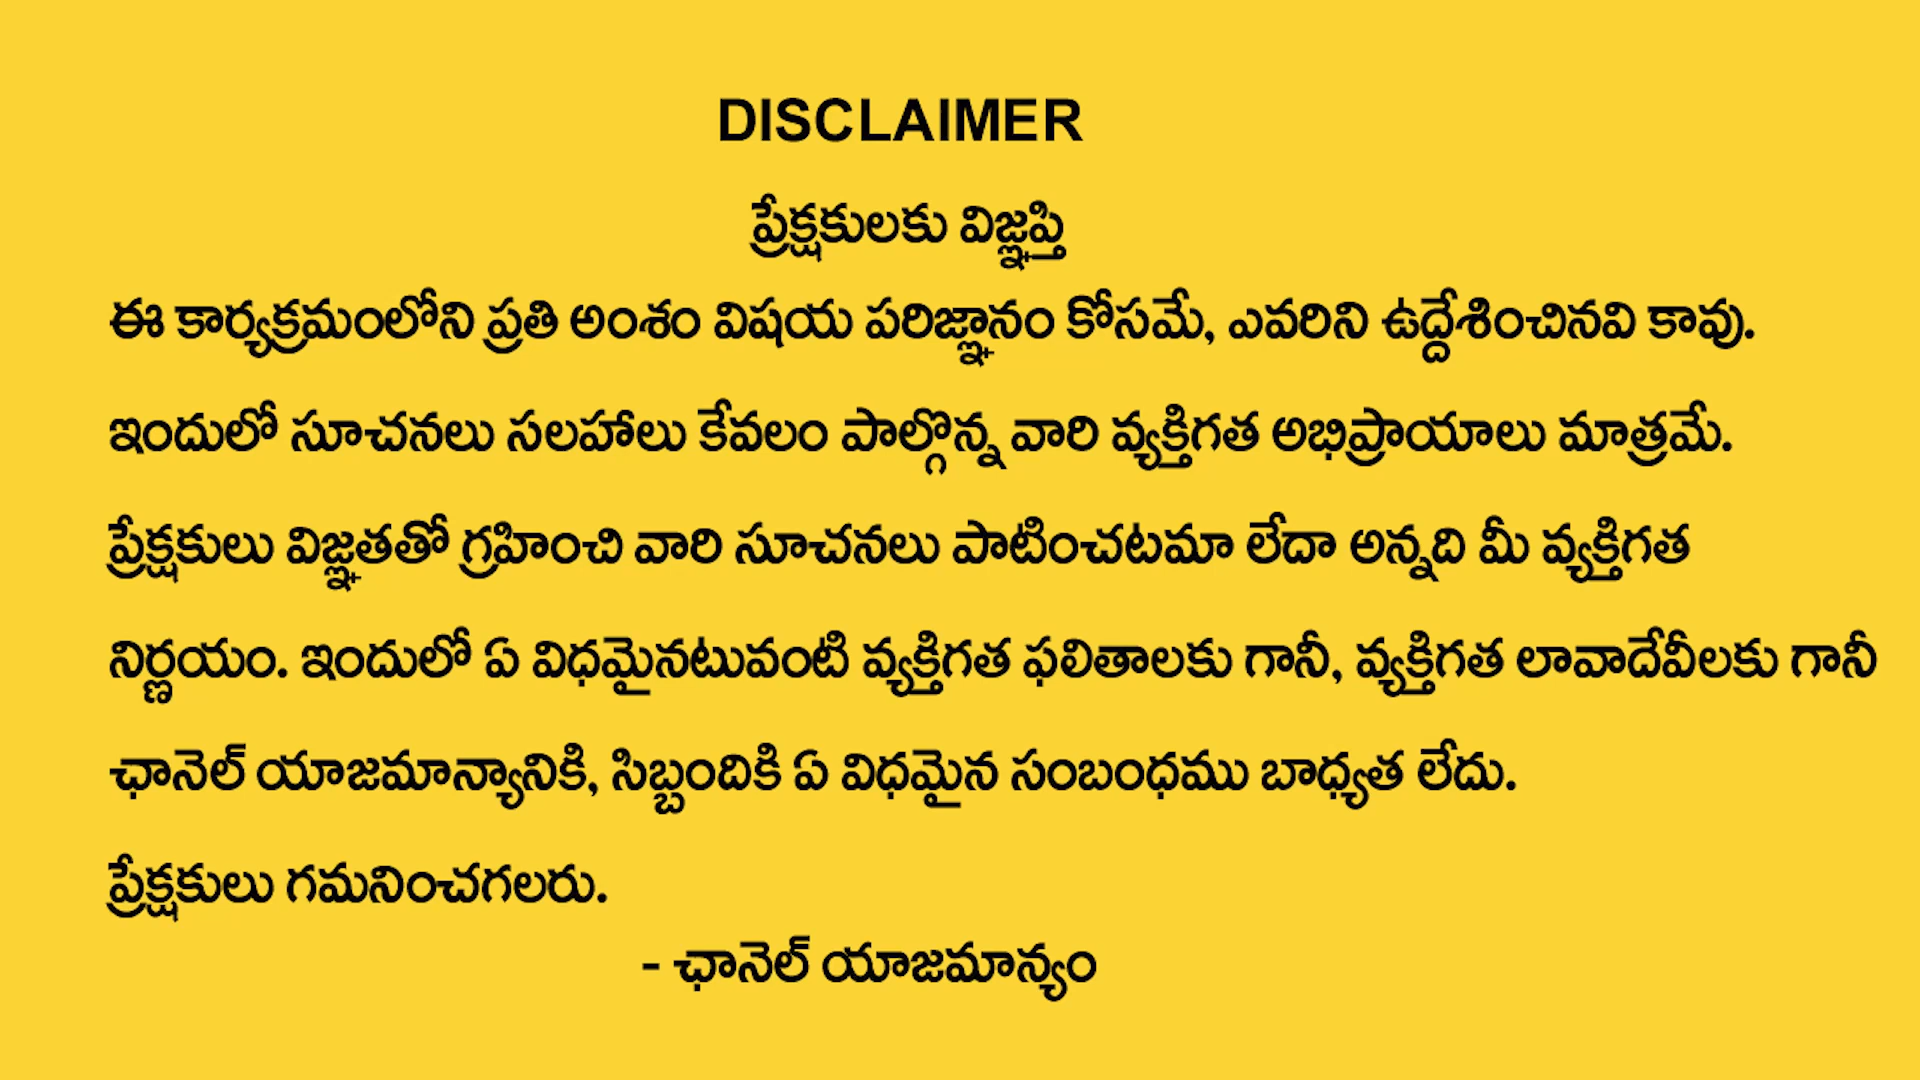 DISCLAIMER
ప్రేక్షకులకు విజ్ఞప్తి
ఈ కార్యక్రమంలోని ప్రతి అంశం విషయ పరిజ్ఞానం కోసమే, ఎవరిని ఉద్దేశించినవి కావు.
ఇందులో సూచనలు సలహాలు కేవలం పాల్గొన్న వారి వ్యక్తిగత అభిప్రాయాలు మాత్రమే.
ప్రేక్షకులు విజ్ఞతతో గ్రహించి వారి సూచనలు పాటించటమా లేదా అన్నది మీ వ్యక్తిగత
నిర్ణయం. ఇందులో ఏ విధమైనటువంటి వ్యక్తిగత ఫలితాలకు గానీ, వ్యక్తిగత లావాదేవీలకు గానీ
ఛానెల్ యాజమాన్యానికి, సిబ్బందికి ఏ విధమైన సంబంధము బాధ్యత లేదు.
ప్రేక్షకులు గమనించగలరు.
- ఛానెల్ యాజమాన్యం